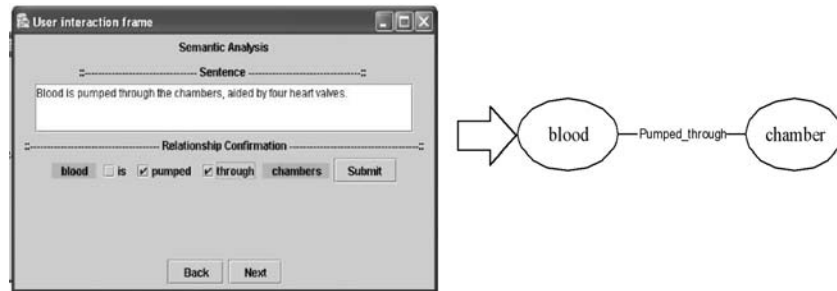 User interaction frame
Semantic Analysis
Sentence
Blood is pumped through the chambers, aided by four heart valves.
Relationship Confirmation
blood is pumped through chambers Submit
Back Next
blood Pumped_through chamber